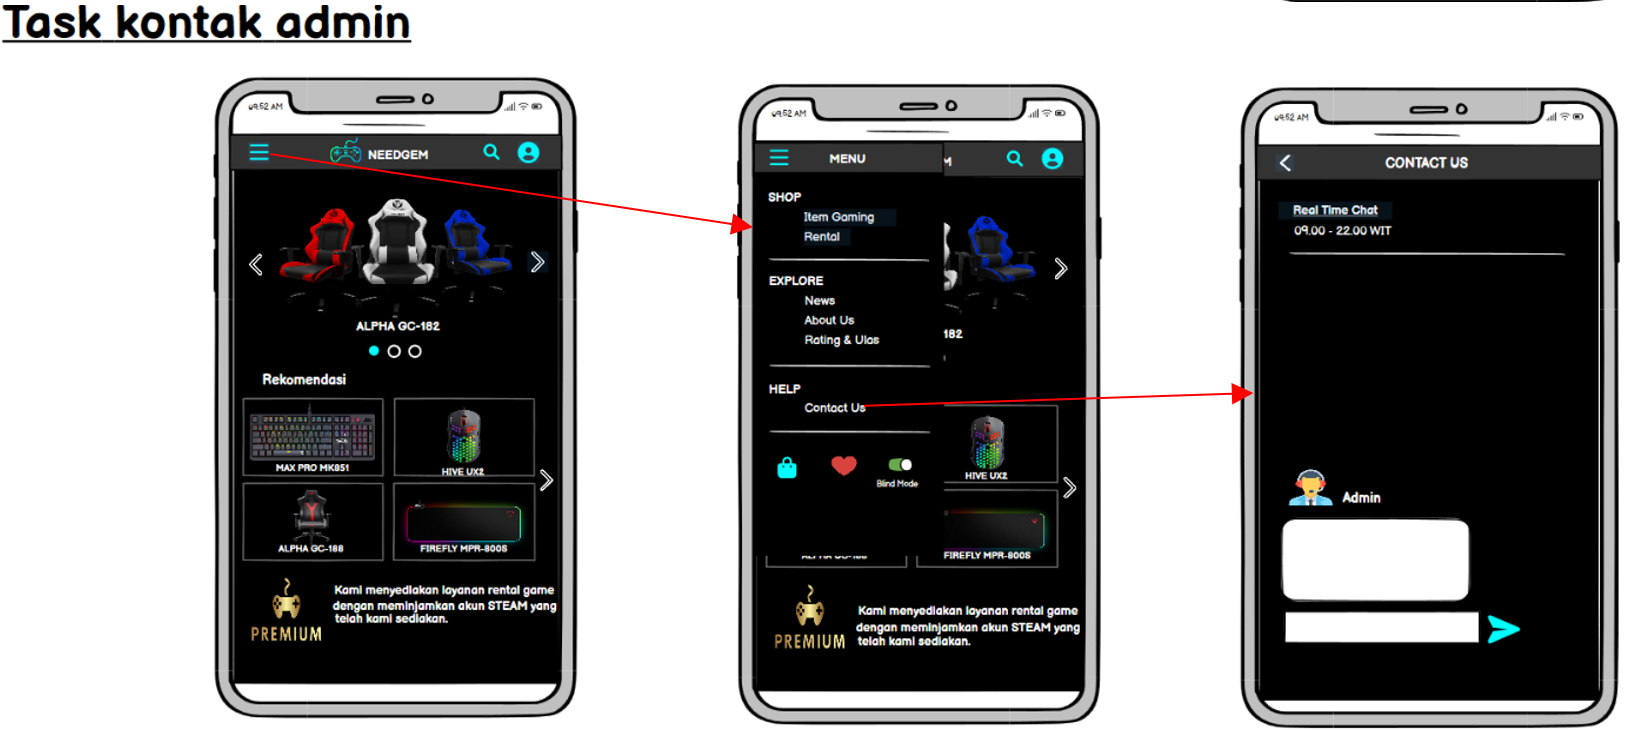 Task kontak admin
09.52 AM
NEEDGEM
ALPHA GC-182
Rekomendasi
MAX PRO MK851
HIVE UX2
ALPHA GC-188
FIREFLY MPR-800S
PREMIUM
Kami menyediakan layanan rental game
dengan meminjamkan akun STEAM yang
telah kami sediakan.
09.52 AM
MENU
M
SHOP
Item Gaming
Rental
EXPLORE
News
About Us
Rating & Ulas
182
HELP
Contact Us
Blind Mode
HIVE UX2
FIREFLY MPR-800S
PREMIUM
Kami menyediakan layanan rental game
dengan meminjamkan akun STEAM yang
telah kami sediakan.
09.52 AM
CONTACT US
Real Time Chat
09.00 - 22.00 WIT
Admin